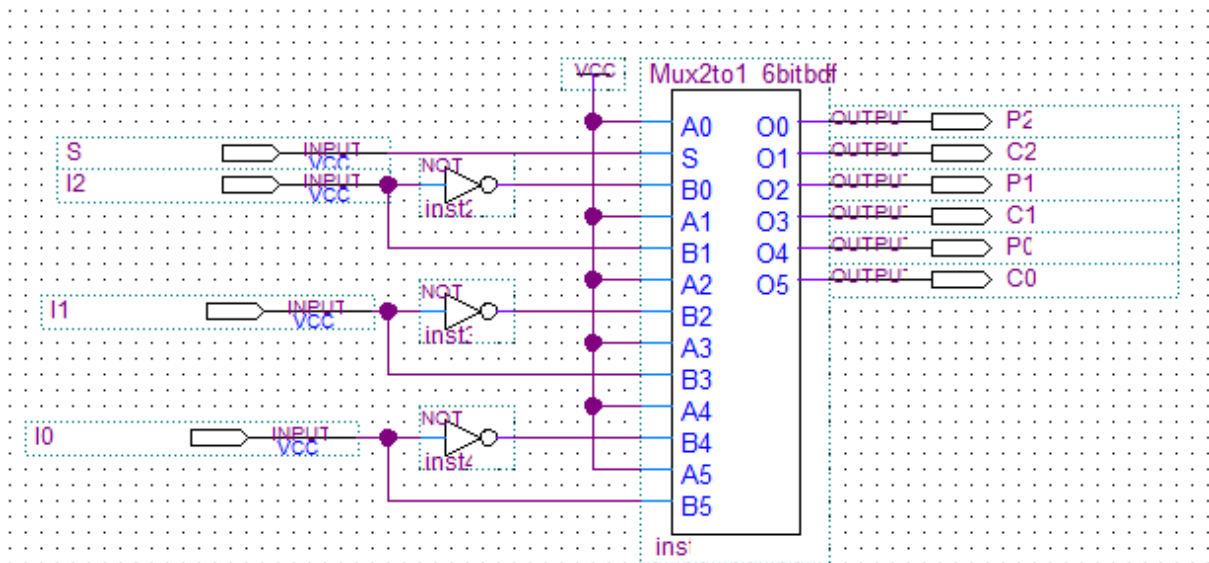 VCC
Mux2to1_6bitbdf
A0 O0 OUTPUT P2
S INPUT VCC S O1 OUTPUT C2
I2 INPUT VCC NOT inst2 B0 O2 OUTPUT P1
A1 O3 OUTPUT C1
B1 O4 OUTPUT P0
A2 O5 OUTPUT C0
I1 INPUT VCC NOT inst3 B2
A3
B3
A4
I0 INPUT VCC NOT inst4 B4
A5
B5
inst